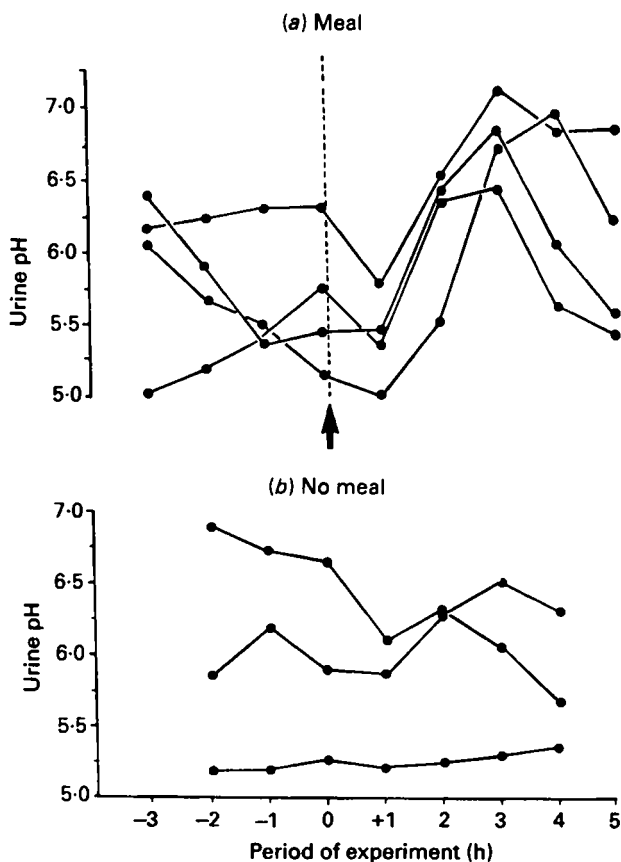 (a) Meal
7·0
6·5
6·0
5·5
5·0
Urine pH
(b) No meal
7·0
6·5
6·0
5·5
5·0
Urine pH
−3 −2 −1 0 +1 2 3 4 5
Period of experiment (h)